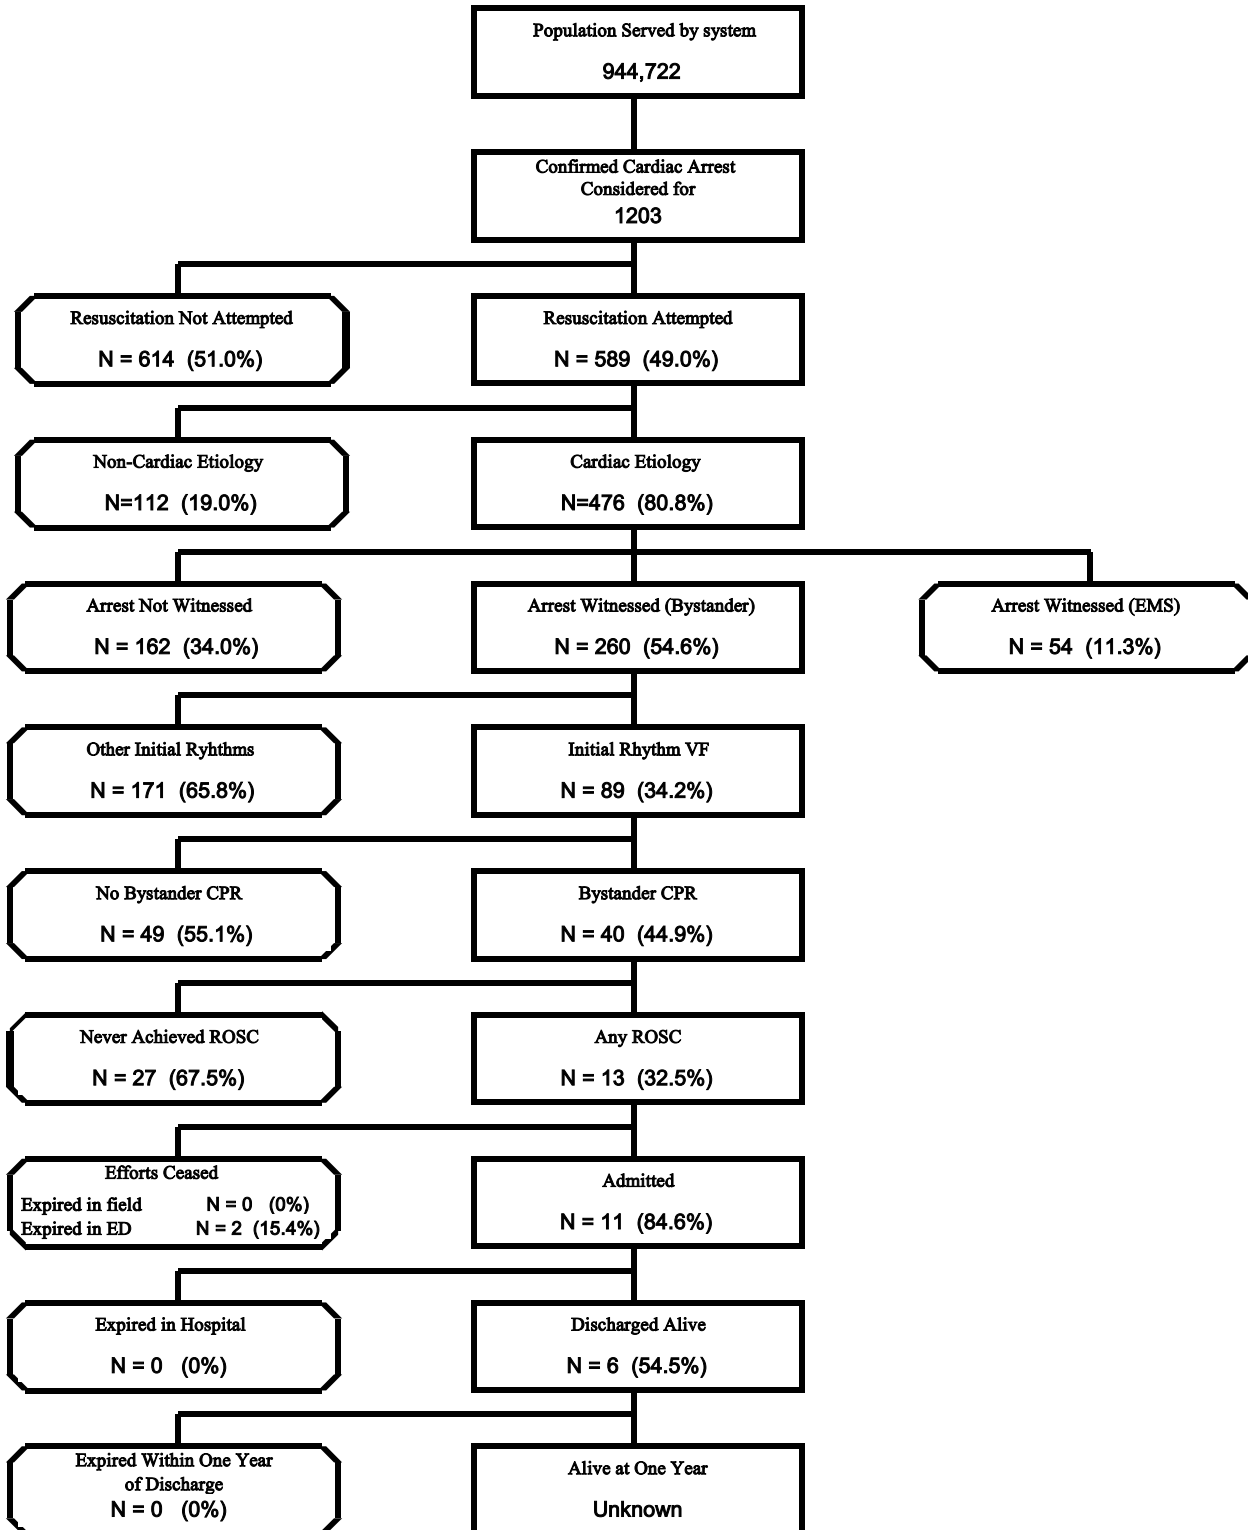 Population Served by system
944,722
Confirmed Cardiac Arrest
Considered for
1203
Resuscitation Not Attempted
N = 614 (51.0%)
Resuscitation Attempted
N = 589 (49.0%)
Non-Cardiac Etiology
N=112 (19.0%)
Cardiac Etiology
N=476 (80.8%)
Arrest Not Witnessed
N = 162 (34.0%)
Arrest Witnessed (Bystander)
N = 260 (54.6%)
Arrest Witnessed (EMS)
N = 54 (11.3%)
Other Initial Ryhthms
N = 171 (65.8%)
Initial Rhythm VF
N = 89 (34.2%)
No Bystander CPR
N = 49 (55.1%)
Bystander CPR
N = 40 (44.9%)
Never Achieved ROSC
N = 27 (67.5%)
Any ROSC
N = 13 (32.5%)
Efforts Ceased
Expired in field N = 0 (0%)
Expired in ED N = 2 (15.4%)
Admitted
N = 11 (84.6%)
Expired in Hospital
N = 0 (0%)
Discharged Alive
N = 6 (54.5%)
Expired Within One Year
of Discharge
N = 0 (0%)
Alive at One Year
Unknown